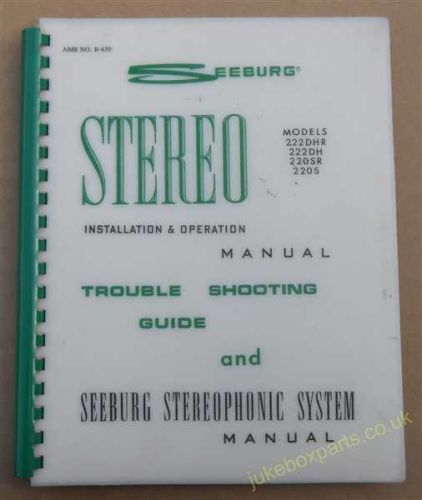 AMR NO. R-439
SEEBURG®
STEREO
MODELS
222DHR
222DH
220SR
220S
INSTALLATION & OPERATION
MANUAL
TROUBLE SHOOTING
GUIDE
and
SEEBURG STEREOPHONIC SYSTEM
MANUAL
jukeboxparts.co.uk